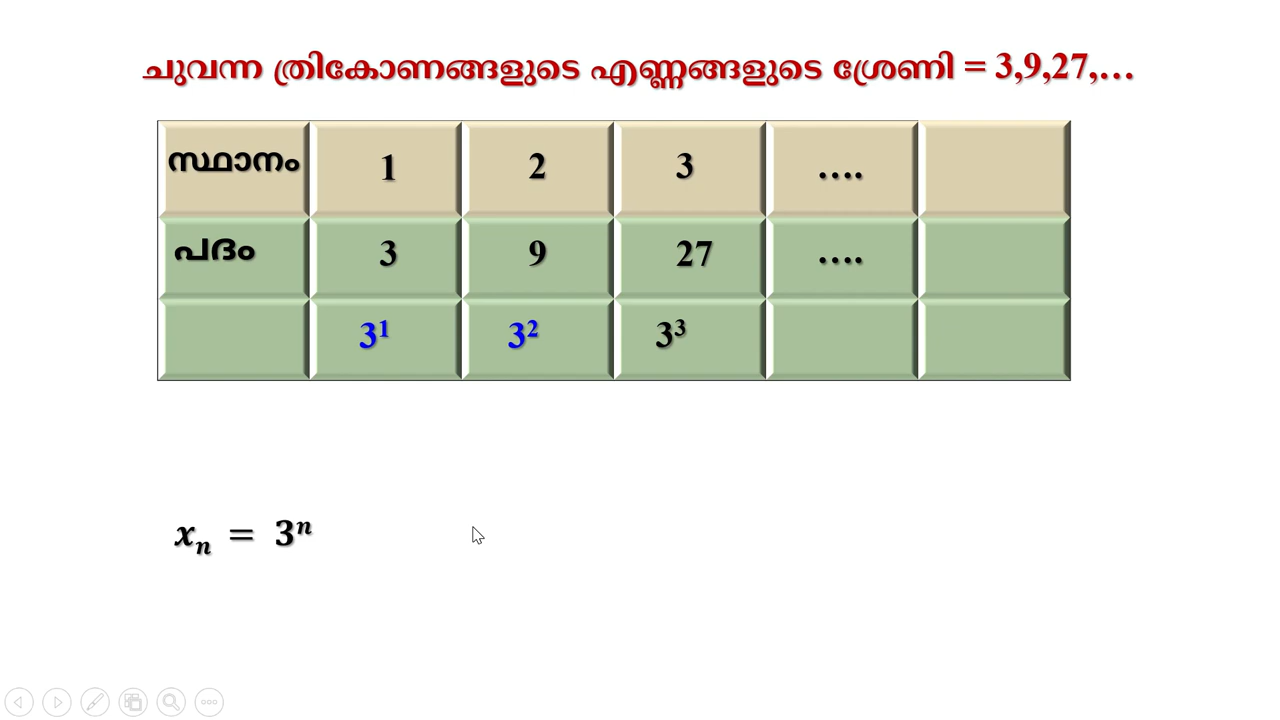 ചുവന്ന ത്രികോണങ്ങളുടെ എണ്ണങ്ങളുടെ ശ്രേണി = 3,9,27,...
സ്ഥാനം 1 2 3 ....
പദം 3 9 27 ....
3¹ 3² 3³
xₙ = 3ⁿ